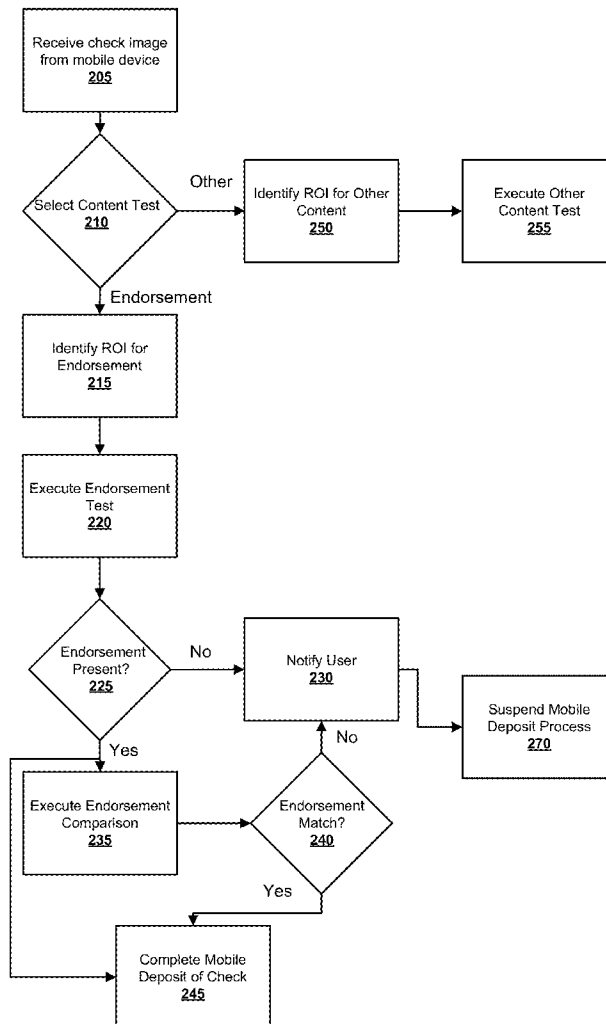 Receive check image
from mobile device
205
Select Content Test
210
Other
Identify ROI for Other
Content
250
Execute Other
Content Test
255
Endorsement
Identify ROI for
Endorsement
215
Execute Endorsement
Test
220
Endorsement
Present?
225
No
Notify User
230
Suspend Mobile
Deposit Process
270
Yes
No
Execute Endorsement
Comparison
235
Endorsement
Match?
240
Yes
Complete Mobile
Deposit of Check
245